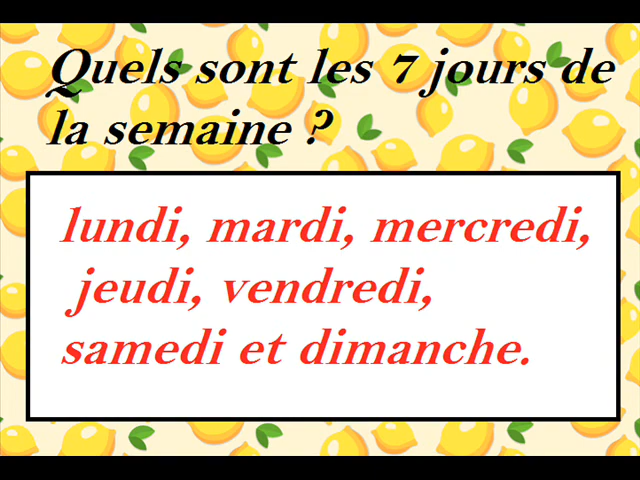 Quels sont les 7 jours de
la semaine ?
lundi, mardi, mercredi,
jeudi, vendredi,
samedi et dimanche.